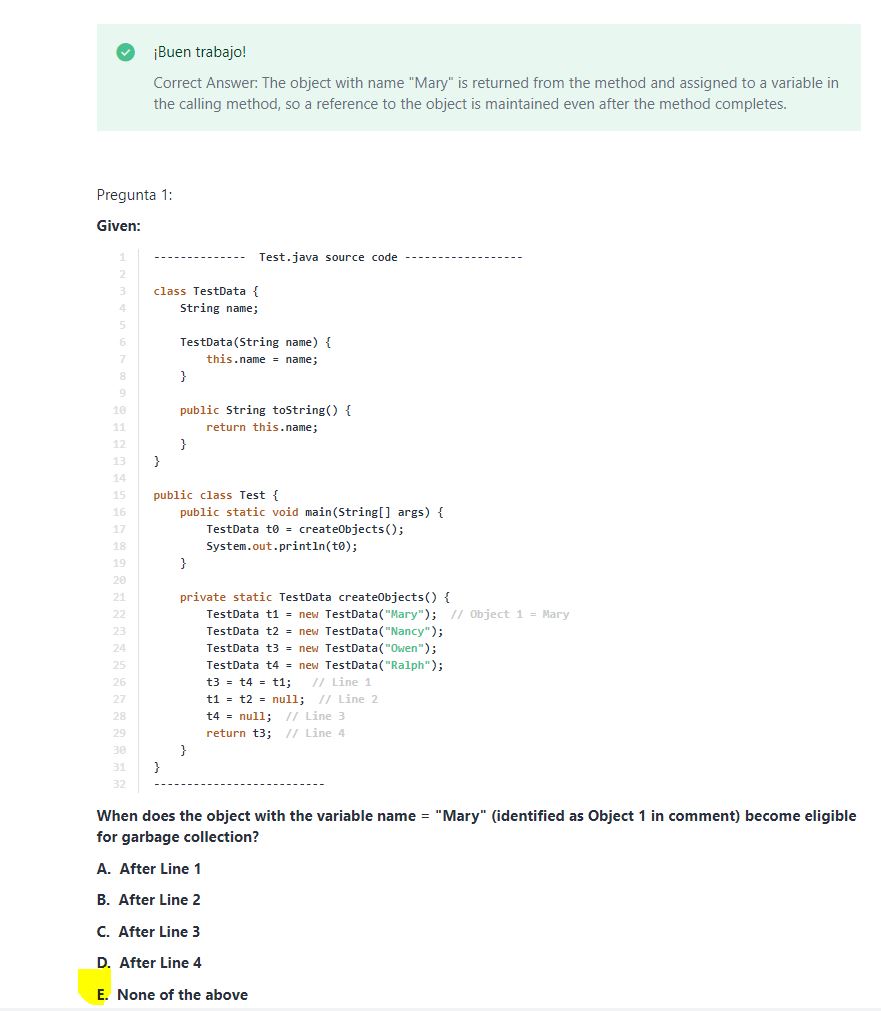 ¡Buen trabajo!
Correct Answer: The object with name "Mary" is returned from the method and assigned to a variable in
the calling method, so a reference to the object is maintained even after the method completes.
Pregunta 1:
Given:
1 -------------- Test.java source code ------------------
2
3 class TestData {
4     String name;
5
6     TestData(String name) {
7         this.name = name;
8     }
9
10     public String toString() {
11         return this.name;
12     }
13 }
14
15 public class Test {
16     public static void main(String[] args) {
17         TestData t0 = createObjects();
18         System.out.println(t0);
19     }
20
21     private static TestData createObjects() {
22         TestData t1 = new TestData("Mary");  // Object 1 = Mary
23         TestData t2 = new TestData("Nancy");
24         TestData t3 = new TestData("Owen");
25         TestData t4 = new TestData("Ralph");
26         t3 = t4 = t1;   // Line 1
27         t1 = t2 = null;  // Line 2
28         t4 = null;  // Line 3
29         return t3;  // Line 4
30     }
31 }
32 --------------------------
When does the object with the variable name = "Mary" (identified as Object 1 in comment) become eligible
for garbage collection?
A. After Line 1
B. After Line 2
C. After Line 3
D. After Line 4
E. None of the above